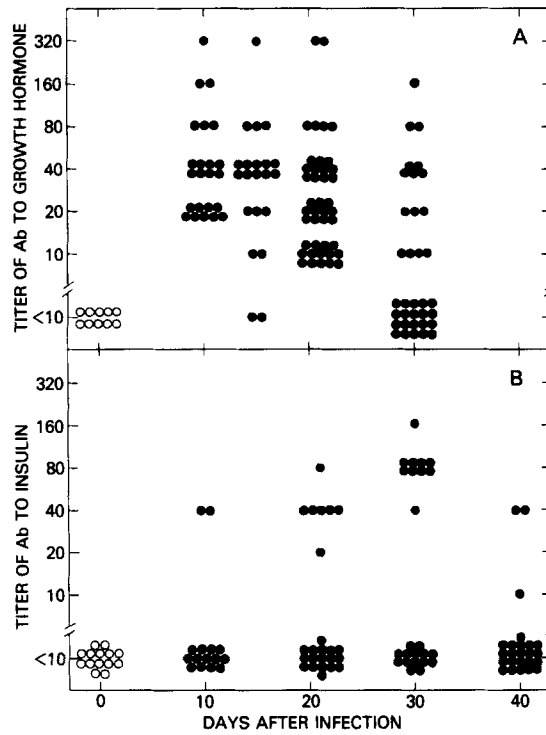 A
TITER OF Ab TO GROWTH HORMONE
320
160
80
40
20
10
<10
B
TITER OF Ab TO INSULIN
320
160
80
40
20
10
<10
0 10 20 30 40
DAYS AFTER INFECTION